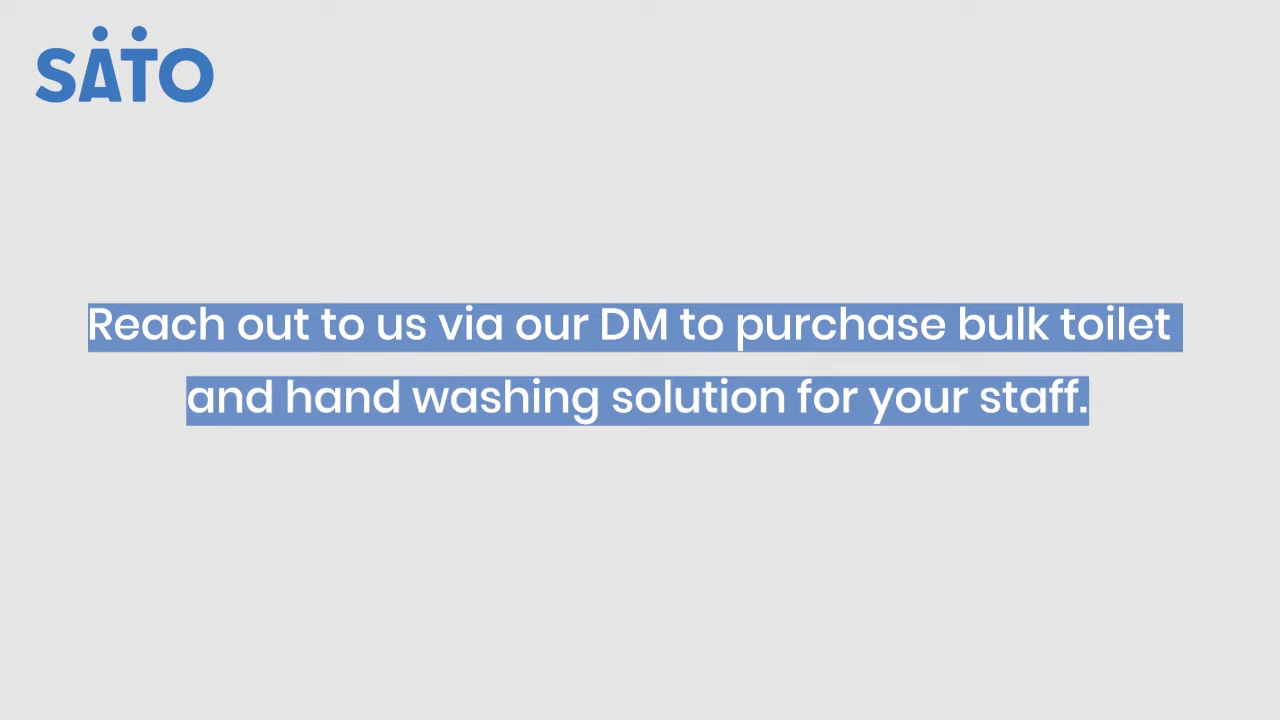 SATO
Reach out to us via our DM to purchase bulk toilet
and hand washing solution for your staff.